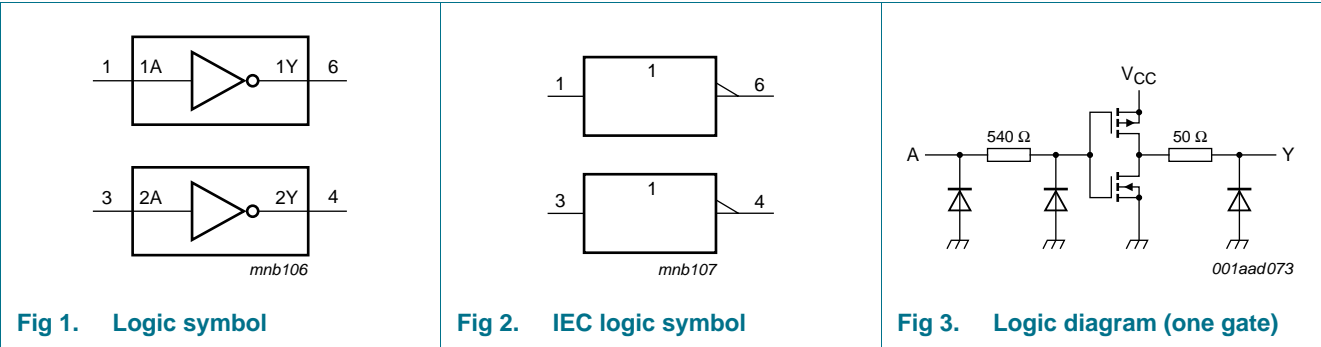 1 1A 1Y 6
3 2A 2Y 4
mnb106
Fig 1. Logic symbol
1
1 6
1
3 4
mnb107
Fig 2. IEC logic symbol
VCC
A 540 Ω 50 Ω Y
001aad073
Fig 3. Logic diagram (one gate)